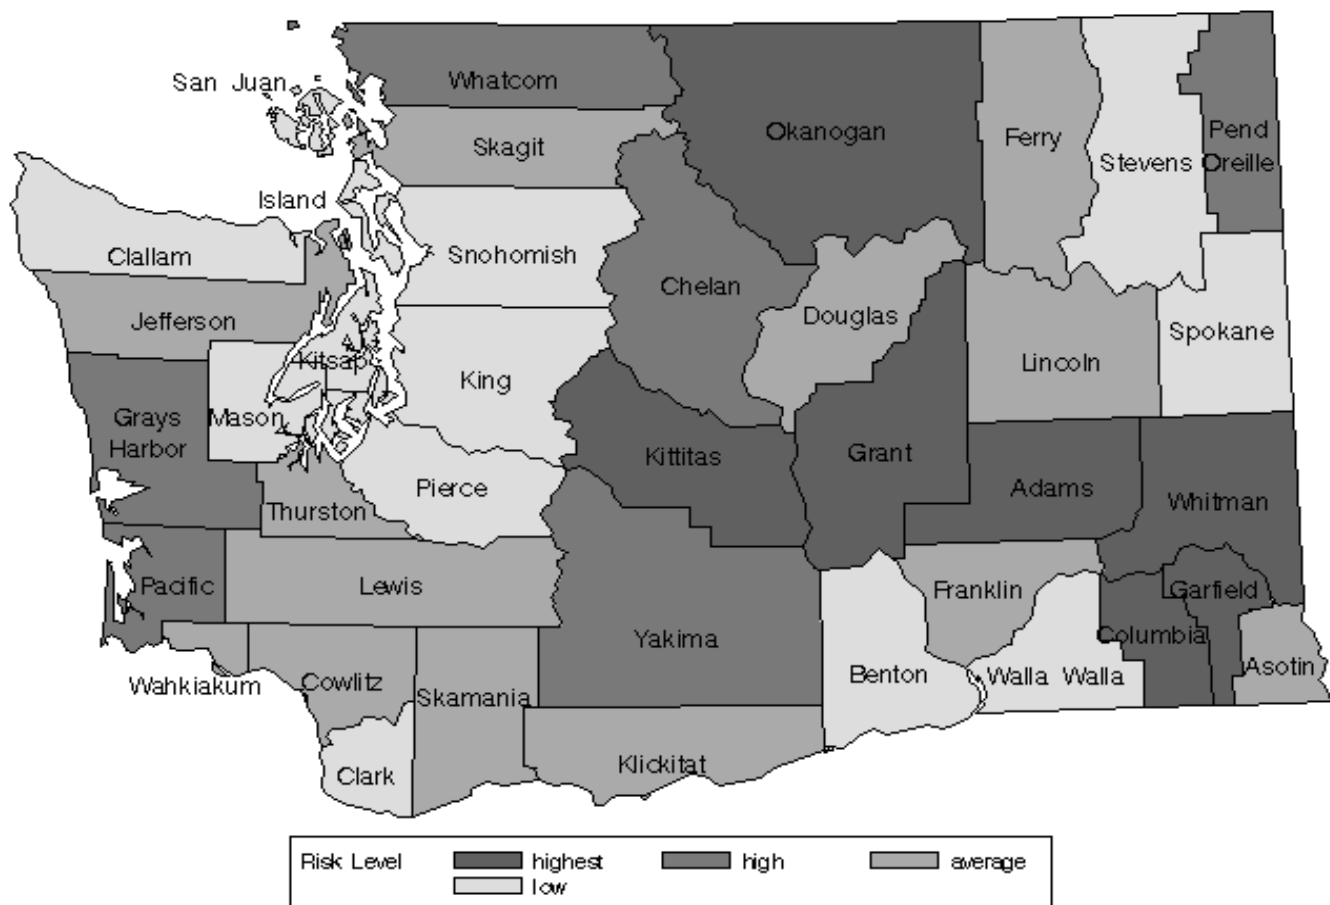 San Juan
Whatcom
Okanogan
Ferry
Stevens
Pend
Oreille
Skagit
Island
Clallam
Snohomish
Chelan
Jefferson
Douglas
Spokane
Kitsap
Lincoln
King
Mason
Grays
Harbor
Kittitas
Grant
Adams
Whitman
Pierce
Thurston
Pacific
Lewis
Franklin
Garfield
Yakima
Columbia
Wahkiakum
Cowlitz
Skamania
Benton
Walla Walla
Asotin
Clark
Klickitat
Risk Level highest high average
low